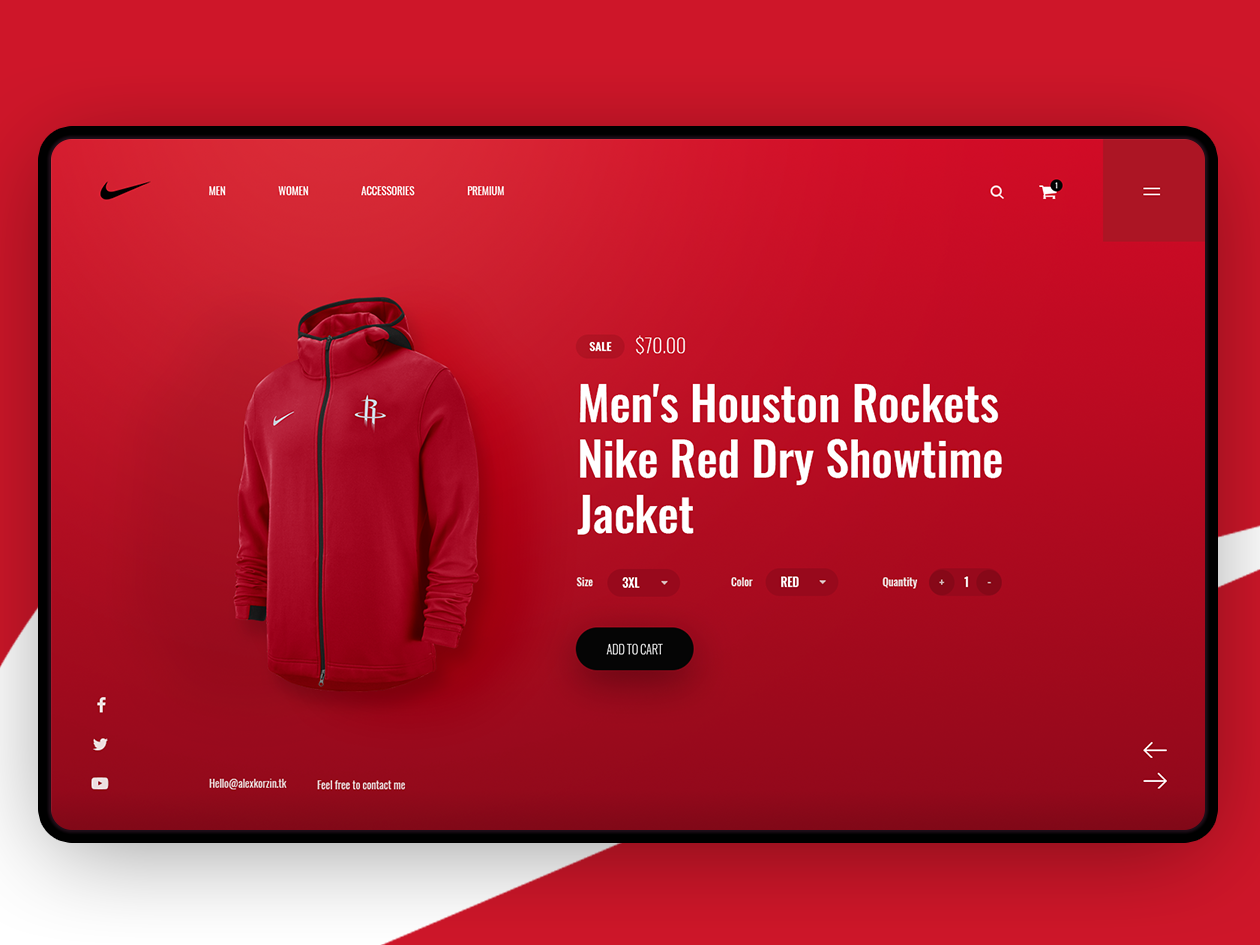 MEN WOMEN ACCESSORIES PREMIUM
1
SALE $70.00
Men's Houston Rockets
Nike Red Dry Showtime
Jacket
Size 3XL Color RED Quantity + 1 -
ADD TO CART
Hello@alexkorzin.tk Feel free to contact me